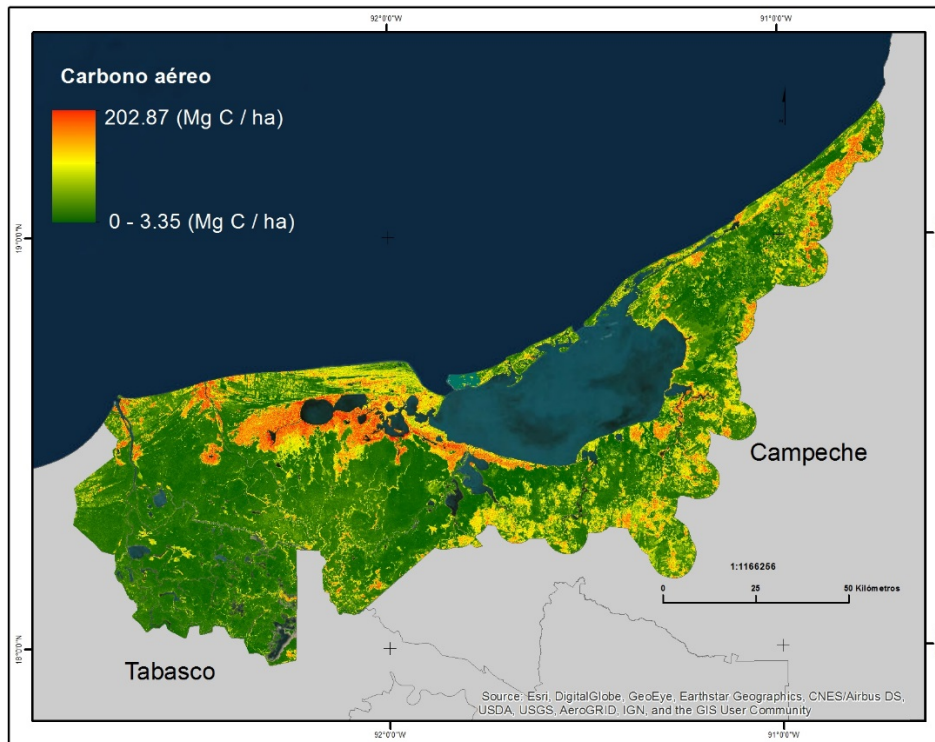 92°0'0"W
91°0'0"W
Carbono aéreo
202.87 (Mg C / ha)
0 - 3.35 (Mg C / ha)
19°0'0"N
Campeche
1:1166256
0 25 50 Kilómetros
18°0'0"N
Tabasco
Source: Esri, DigitalGlobe, GeoEye, Earthstar Geographics, CNES/Airbus DS,
USDA, USGS, AeroGRID, IGN, and the GIS User Community
92°0'0"W
91°0'0"W